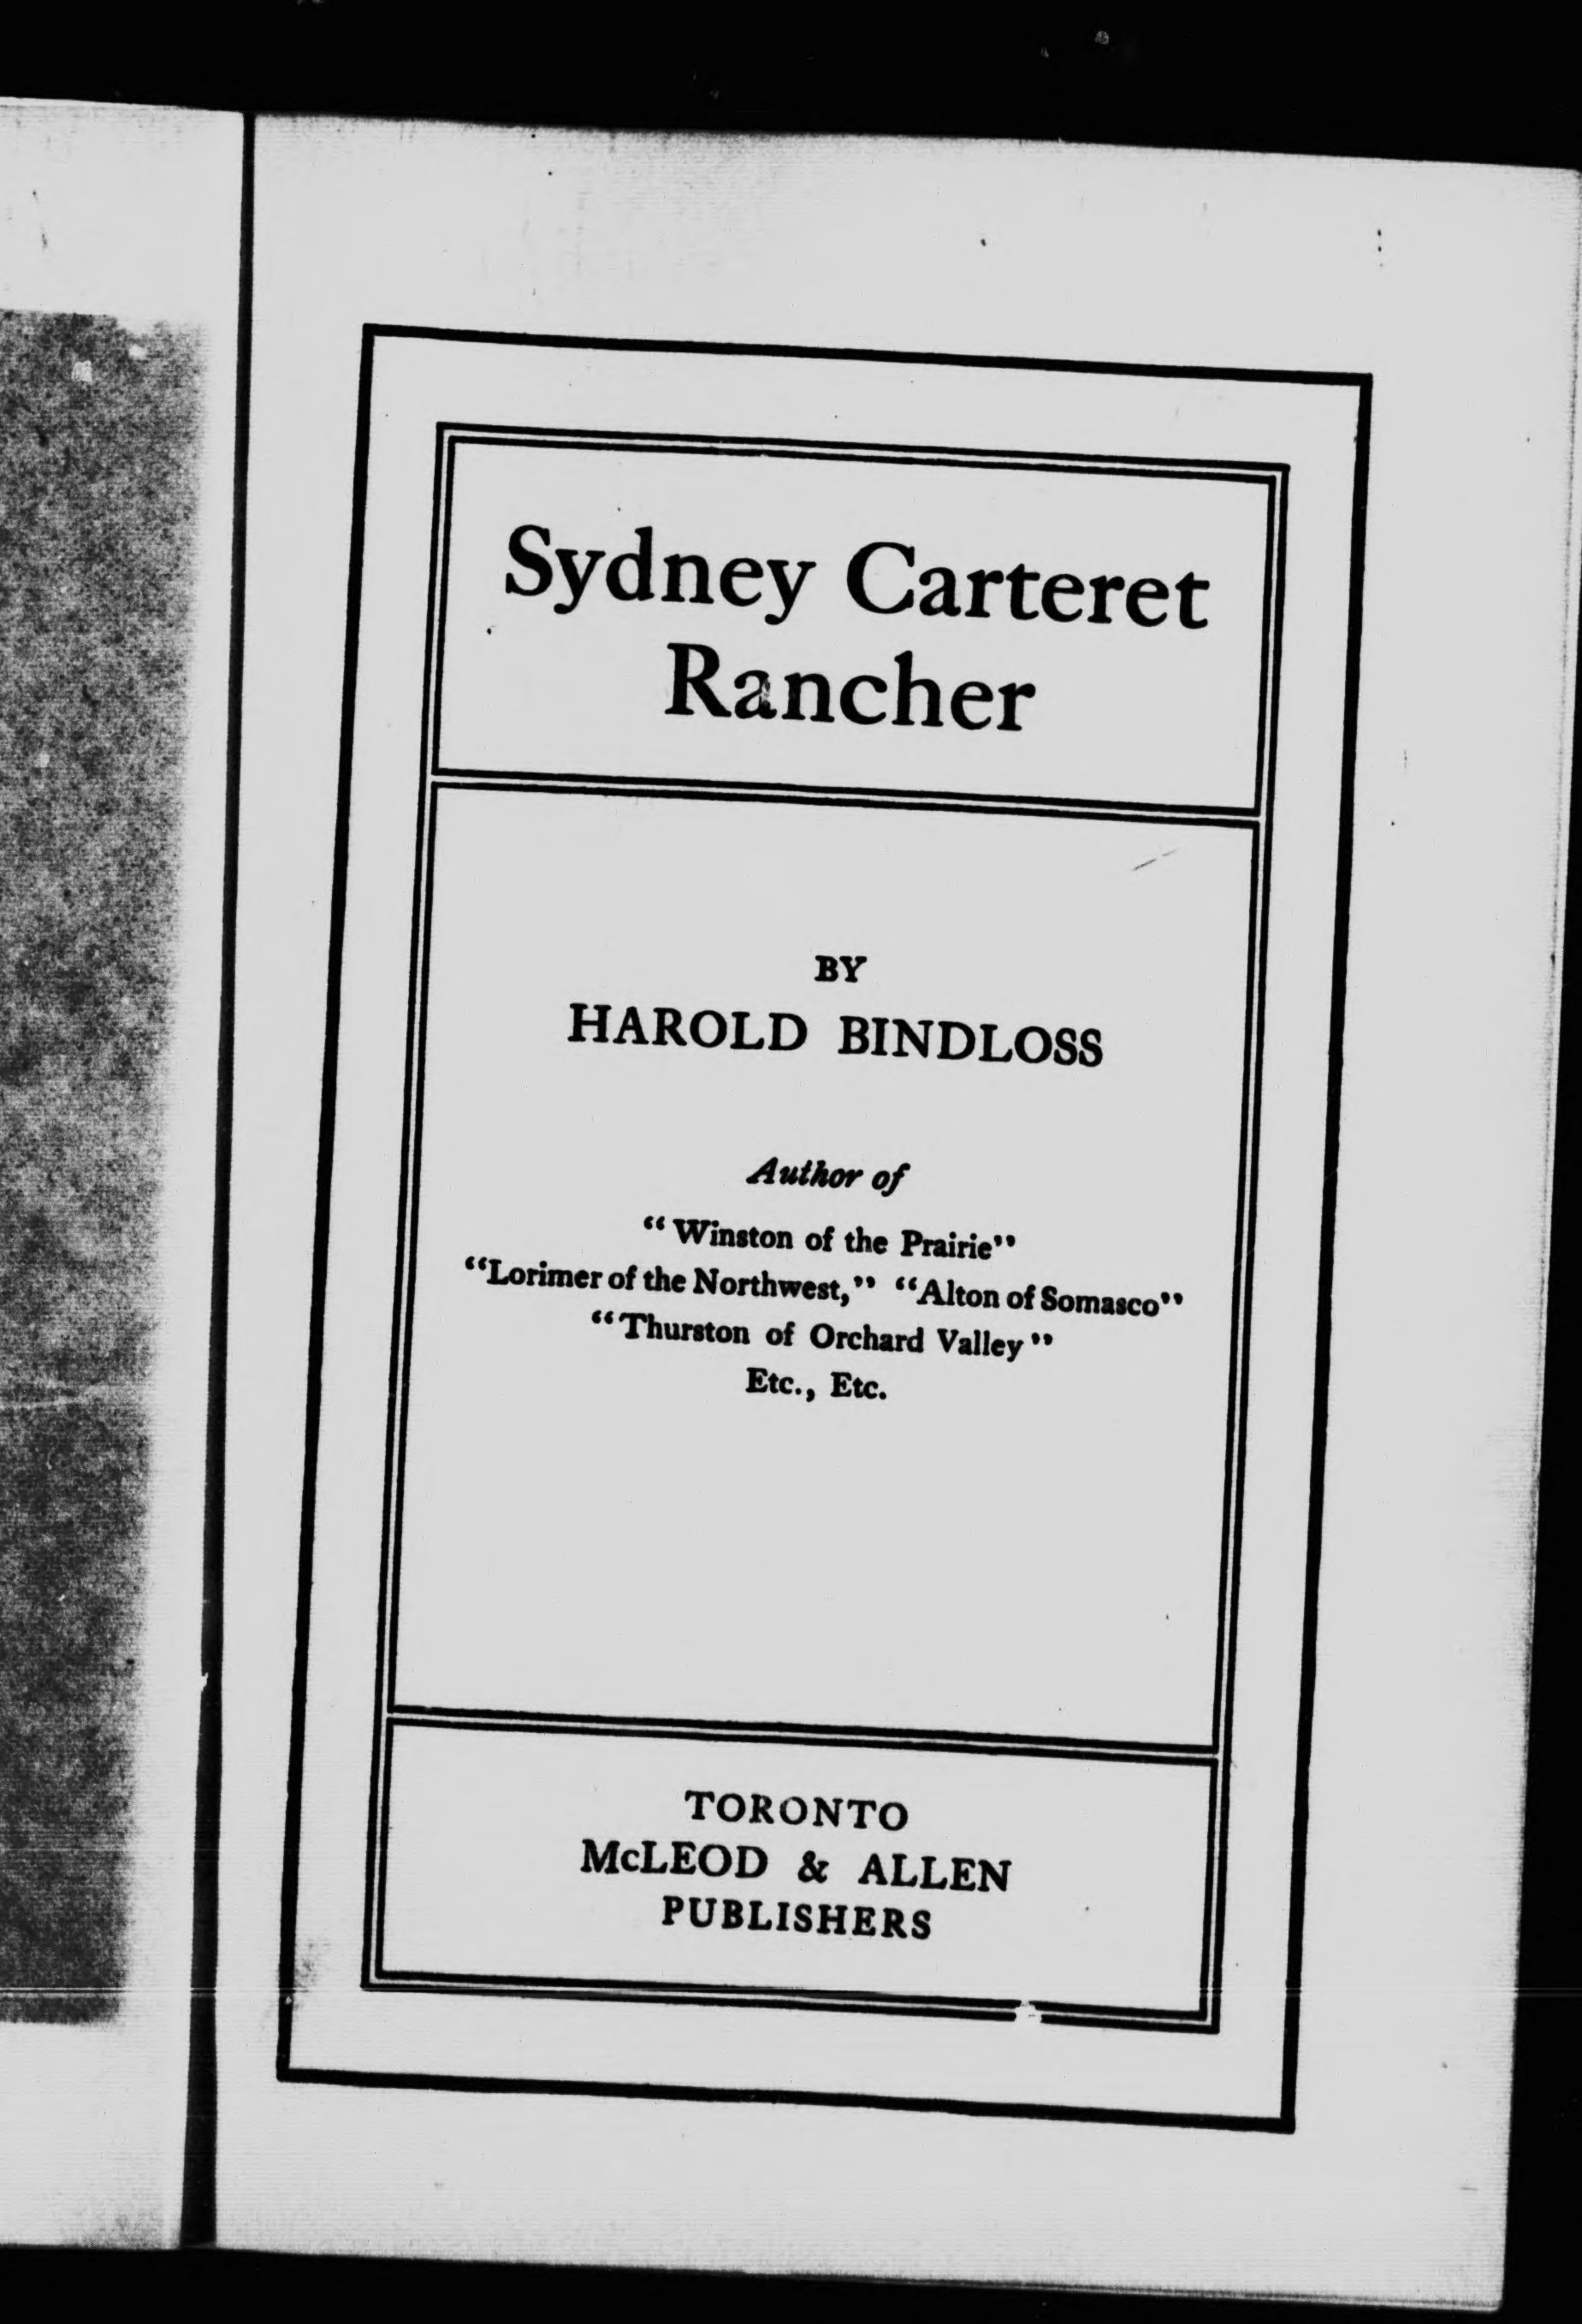 Sydney Carteret
Rancher
BY
HAROLD BINDLOSS
Author of
"Winston of the Prairie"
"Lorimer of the Northwest," "Alton of Somasco"
"Thurston of Orchard Valley"
Etc., Etc.
TORONTO
McLEOD & ALLEN
PUBLISHERS